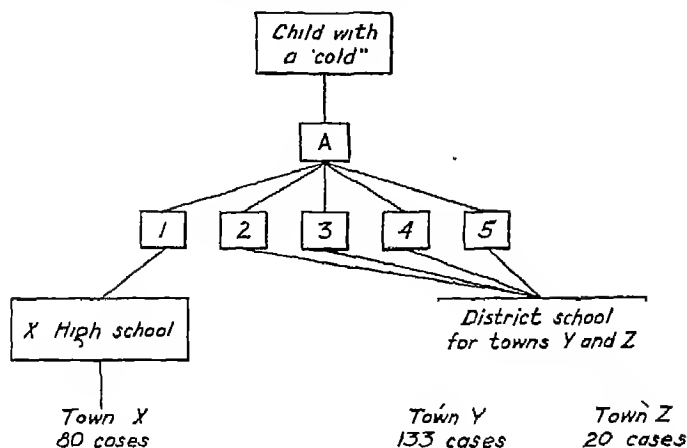 Child with
a "cold"
A
1 2 3 4 5
X High school
District school
for towns Y and Z
Town X
80 cases
Town Y
133 cases
Town Z
20 cases